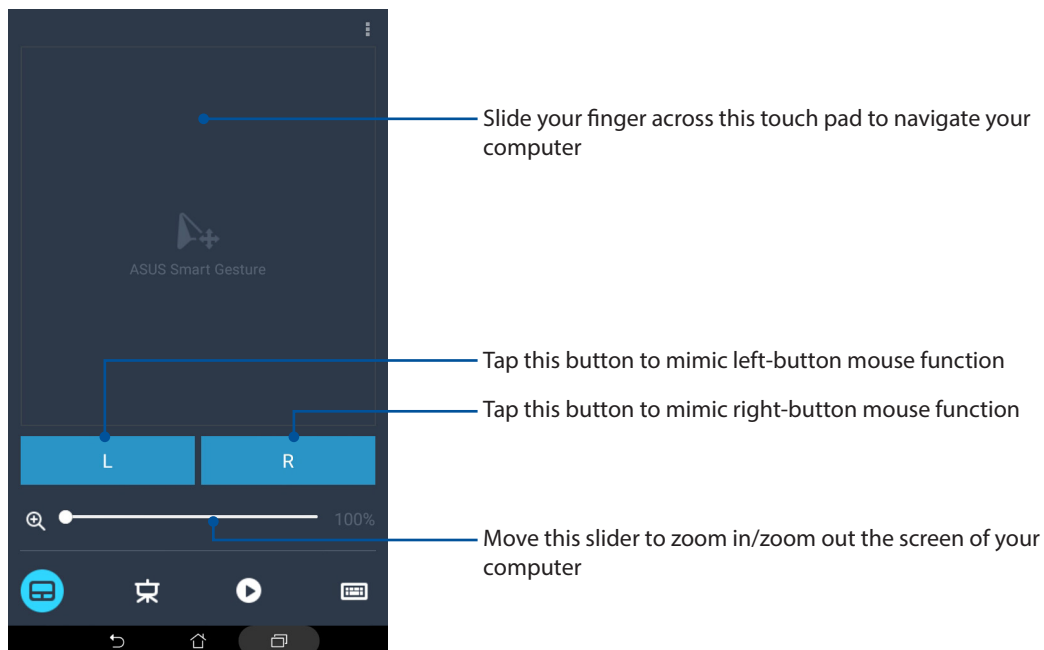 Slide your finger across this touch pad to navigate your
computer
ASUS Smart Gesture
Tap this button to mimic left-button mouse function
Tap this button to mimic right-button mouse function
L
R
100%
Move this slider to zoom in/zoom out the screen of your
computer